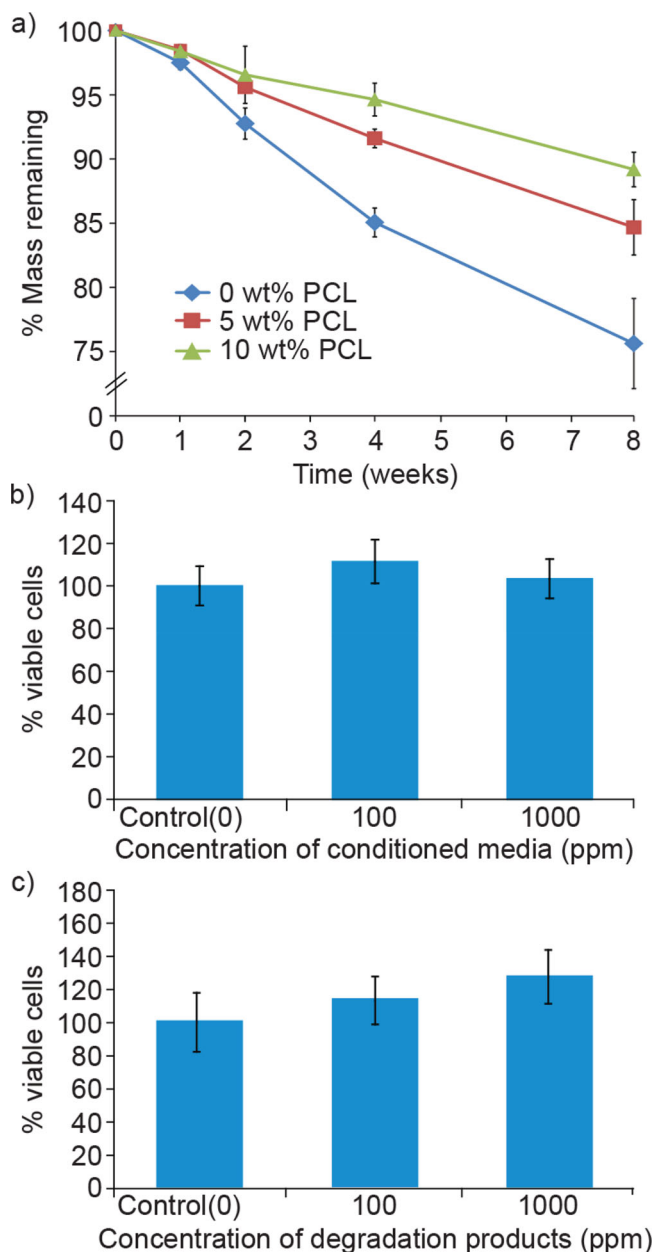 a)
100
95
90
85
80
75
0
% Mass remaining
0 wt% PCL
5 wt% PCL
10 wt% PCL
0 1 2 3 4 5 6 7 8
Time (weeks)
b)
140
120
100
80
60
40
20
0
% viable cells
Control(0) 100 1000
Concentration of conditioned media (ppm)
c)
180
160
140
120
100
80
60
40
20
0
% viable cells
Control(0) 100 1000
Concentration of degradation products (ppm)